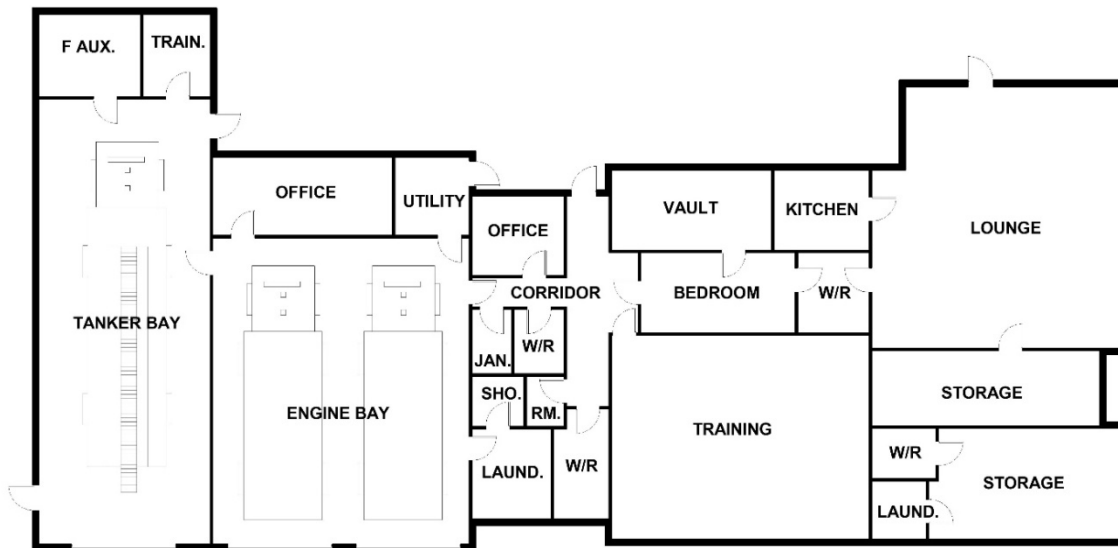 F AUX.
TRAIN.
OFFICE
UTILITY
OFFICE
VAULT
KITCHEN
LOUNGE
TANKER BAY
CORRIDOR
BEDROOM
W/R
JAN.
W/R
SHO.
RM.
ENGINE BAY
STORAGE
TRAINING
LAUND.
W/R
W/R
STORAGE
LAUND.